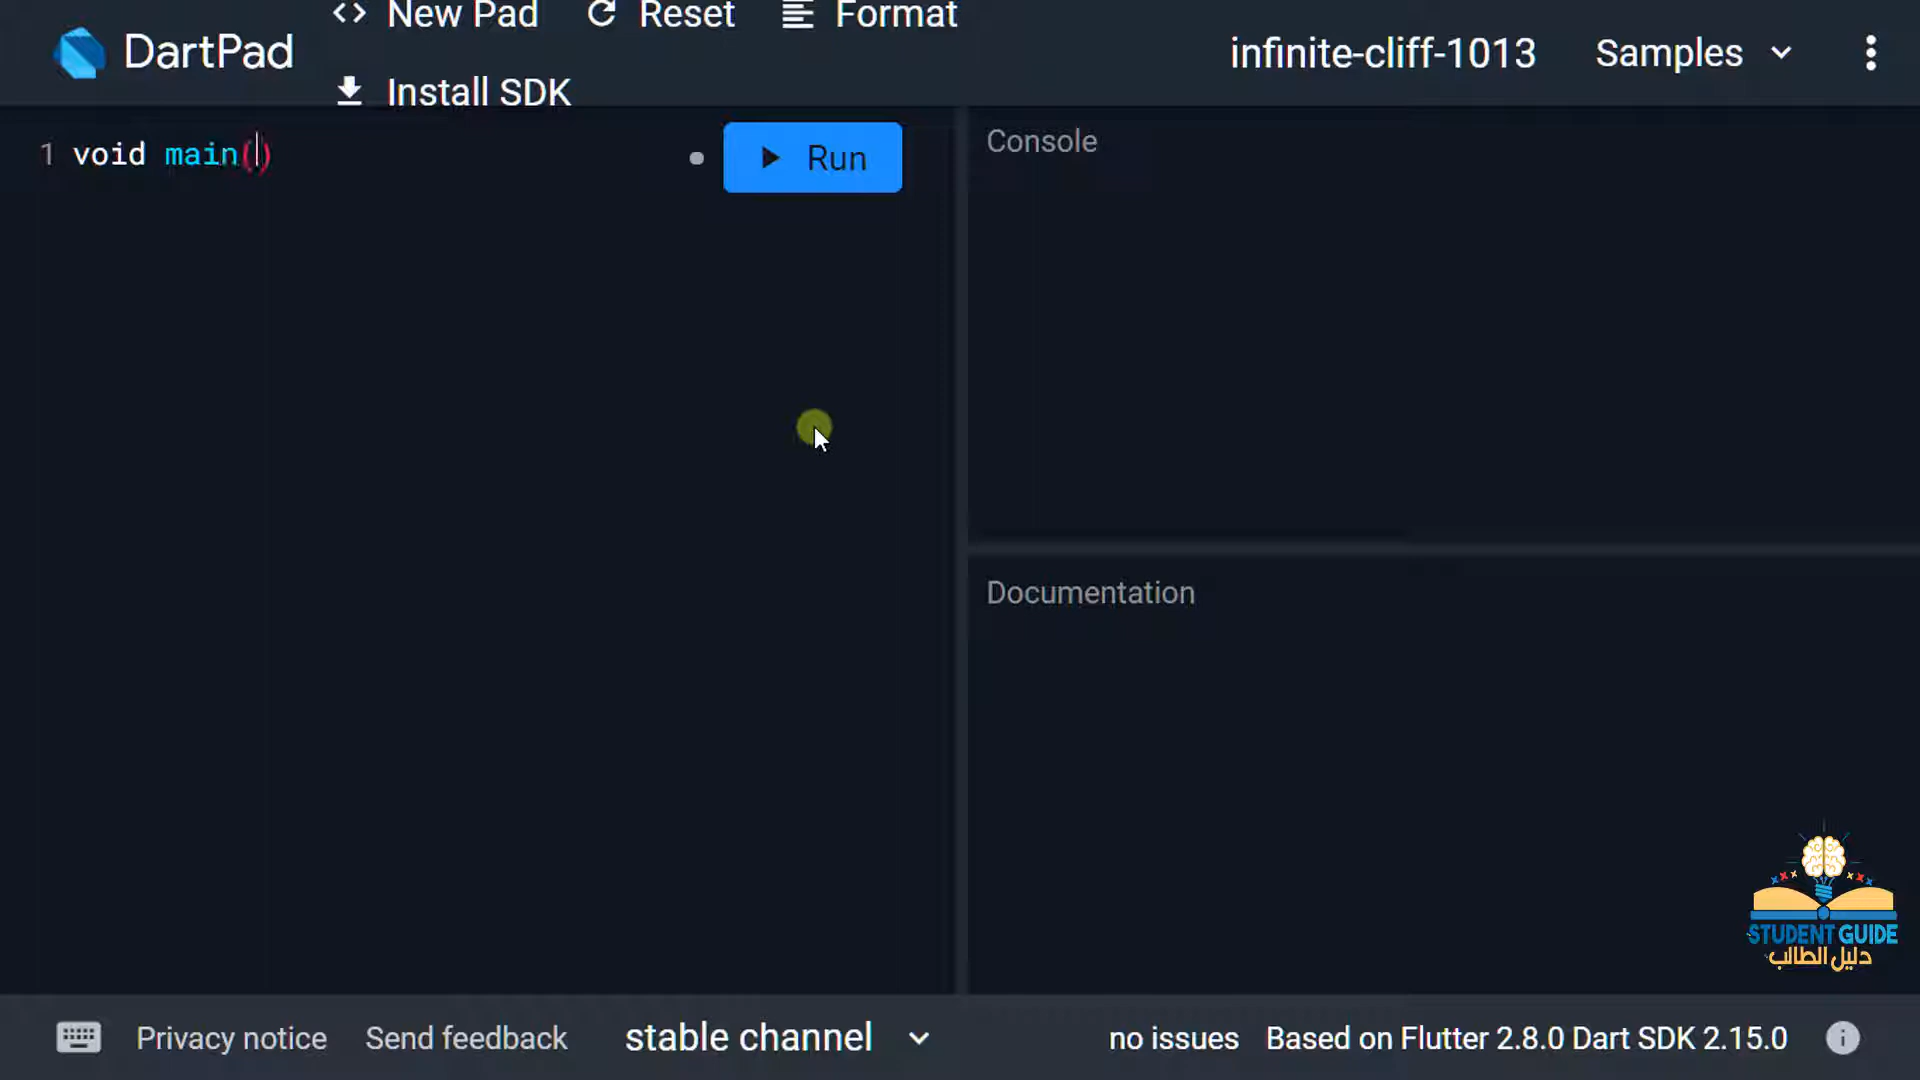 DartPad
<> New Pad
Reset
Format
Install SDK
infinite-cliff-1013
Samples
1 void main()
Run
Console
Documentation
STUDENT GUIDE
دليل الطالب
Privacy notice
Send feedback
stable channel
no issues
Based on Flutter 2.8.0 Dart SDK 2.15.0